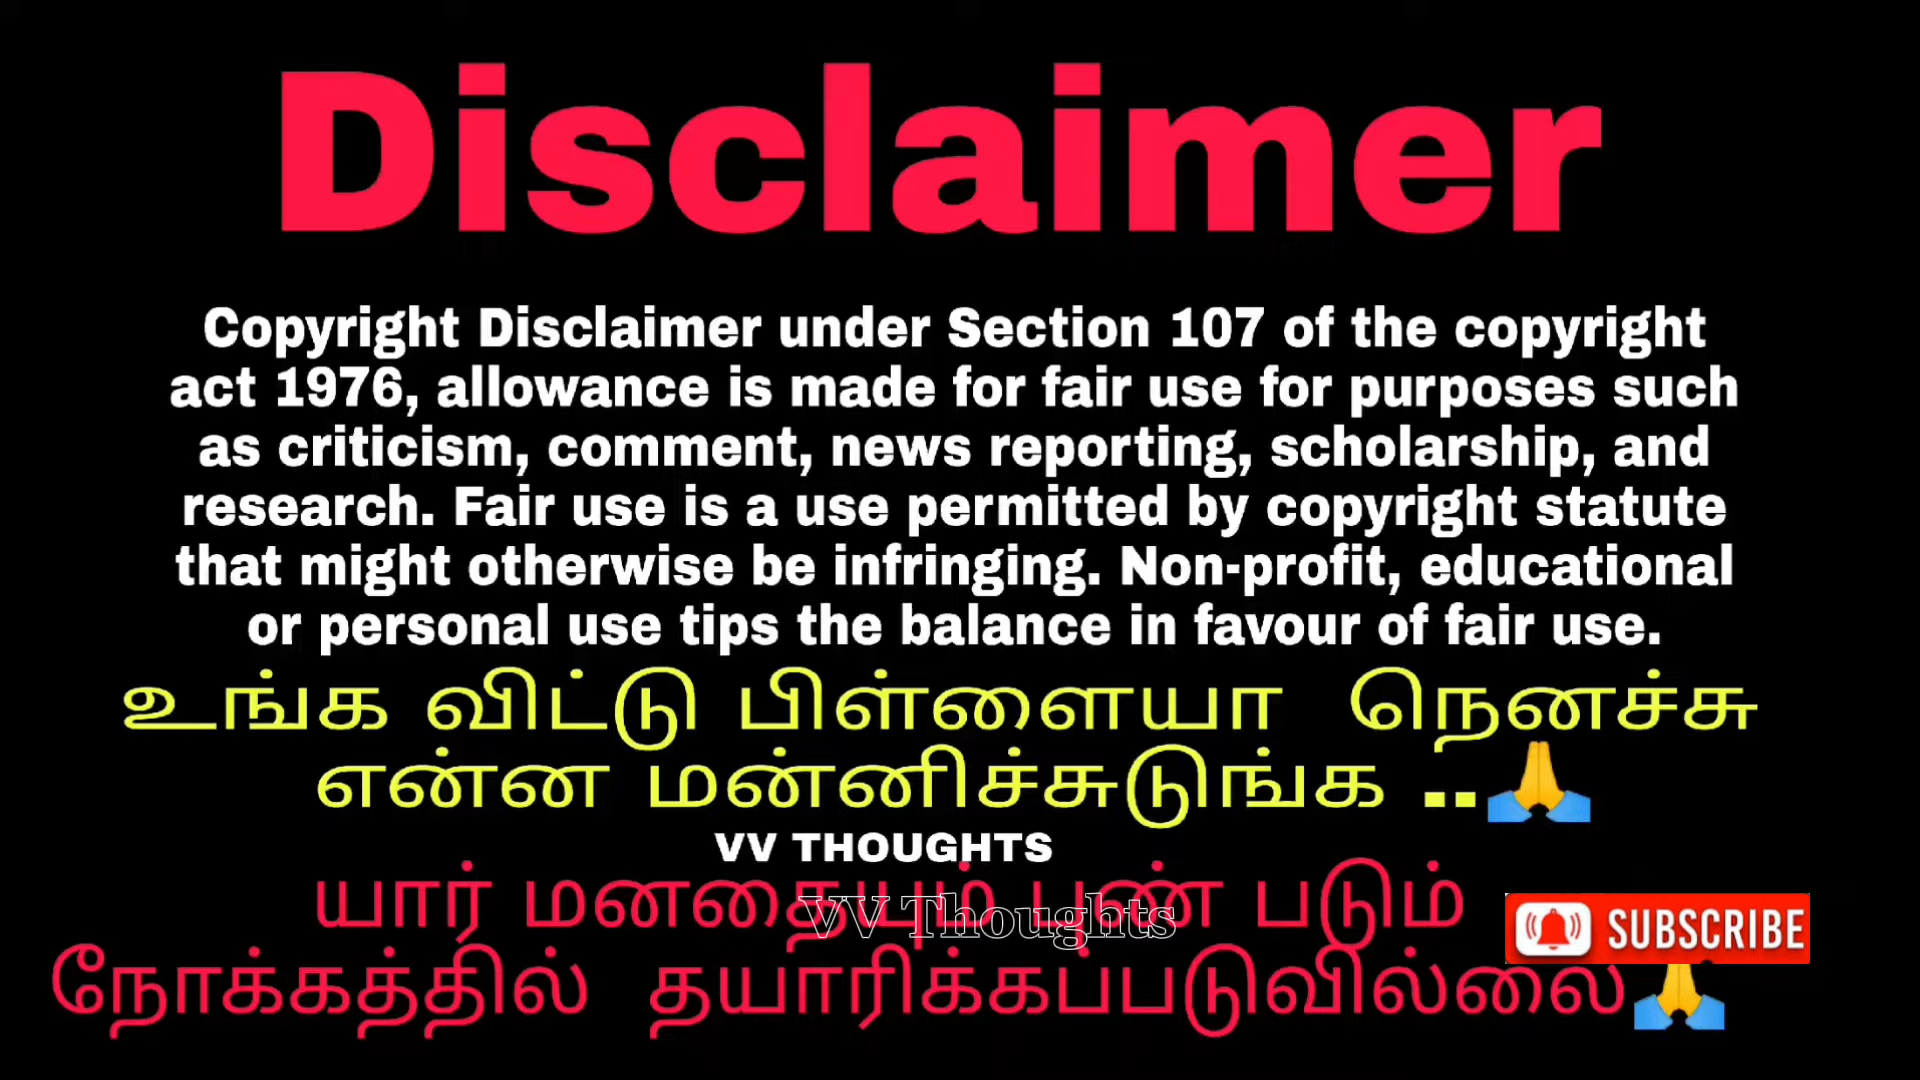 Disclaimer
Copyright Disclaimer under Section 107 of the copyright
act 1976, allowance is made for fair use for purposes such
as criticism, comment, news reporting, scholarship, and
research. Fair use is a use permitted by copyright statute
that might otherwise be infringing. Non-profit, educational
or personal use tips the balance in favour of fair use.
உங்க விட்டு பிள்ளையா நெனச்சு
என்ன மன்னிச்சுடுங்க ..🙏
VV THOUGHTS
யார் மனதையும் புண் படும்
VV Thoughts
SUBSCRIBE
நோக்கத்தில் தயாரிக்கப்படுவில்லை🙏